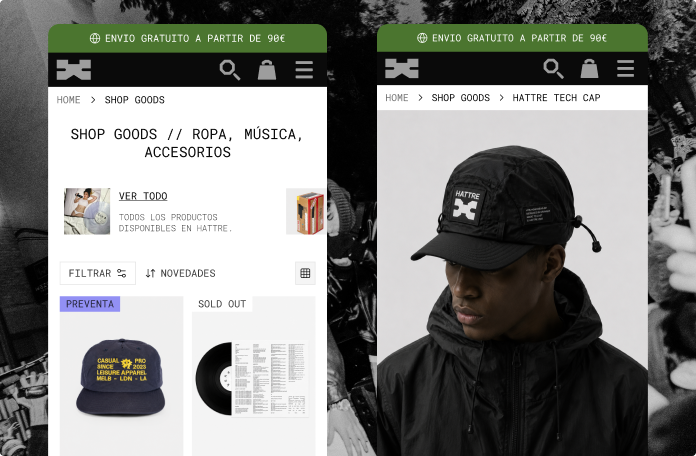 ENVIO GRATUITO A PARTIR DE 90€
HOME > SHOP GOODS
SHOP GOODS // ROPA, MÚSICA,
ACCESORIOS
VER TODO
TODOS LOS PRODUCTOS
DISPONIBLES EN HATTRE.
FILTRAR
NOVEDADES
PREVENTA
SOLD OUT
CASUAL PRO
SINCE 2023
LEISURE APPAREL
MELB - LDN - LA
ENVIO GRATUITO A PARTIR DE 90€
HOME > SHOP GOODS > HATTRE TECH CAP
HATTRE